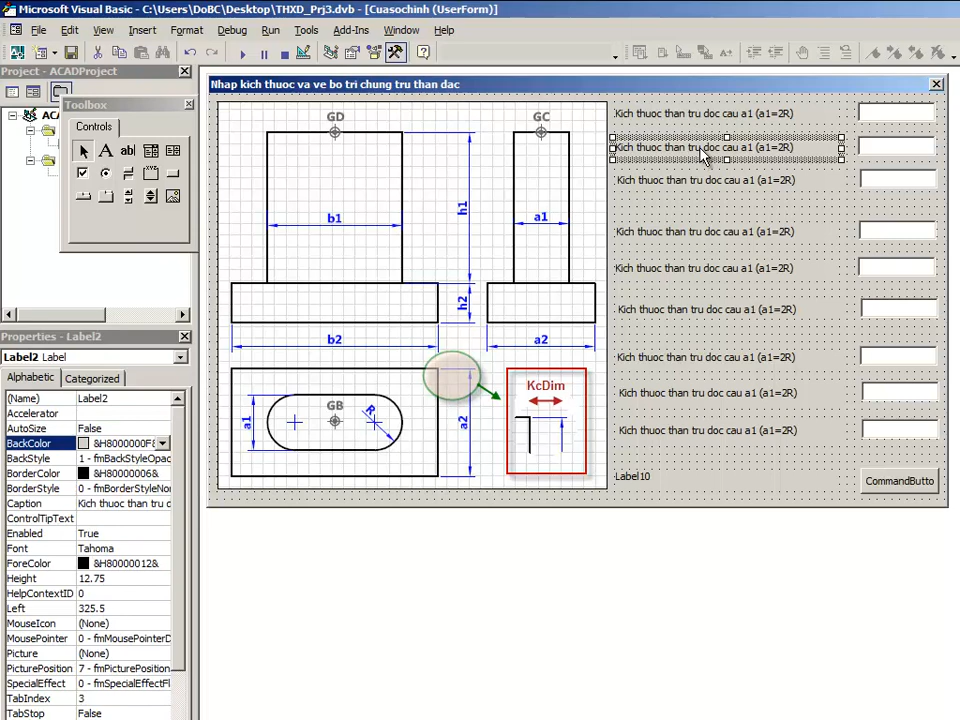 Microsoft Visual Basic - C:\Users\DoBC\Desktop\THXD_Prj3.dvb - [Cuasochinh (UserForm)]
File Edit View Insert Format Debug Run Tools Add-Ins Window Help
Project - ACADProject
Toolbox
Controls
Properties - Label2
Label2 Label
Alphabetic Categorized
(Name) Label2
Accelerator
AutoSize False
BackColor &H8000000F&
BackStyle 1 - fmBackStyleOpac
BorderColor &H80000006&
BorderStyle 0 - fmBorderStyleNo
Caption Kich thuoc than tru d
ControlTipText
Enabled True
Font Tahoma
ForeColor &H80000012&
Height 12.75
HelpContextID 0
Left 325.5
MouseIcon (None)
MousePointer 0 - fmMousePointerD
Picture (None)
PicturePosition 7 - fmPicturePosition
SpecialEffect 0 - fmSpecialEffectFl
TabIndex 3
TabStop False
Nhap kich thuoc va ve bo tri chung tru than dac
GD
GC
b1
h1
a1
h2
b2
a2
GB
a1
R
a2
KcDim
Kich thuoc than tru doc cau a1 (a1=2R)
Kich thuoc than tru doc cau a1 (a1=2R)
Kich thuoc than tru doc cau a1 (a1=2R)
Kich thuoc than tru doc cau a1 (a1=2R)
Kich thuoc than tru doc cau a1 (a1=2R)
Kich thuoc than tru doc cau a1 (a1=2R)
Kich thuoc than tru doc cau a1 (a1=2R)
Kich thuoc than tru doc cau a1 (a1=2R)
Kich thuoc than tru doc cau a1 (a1=2R)
Label10
CommandButto